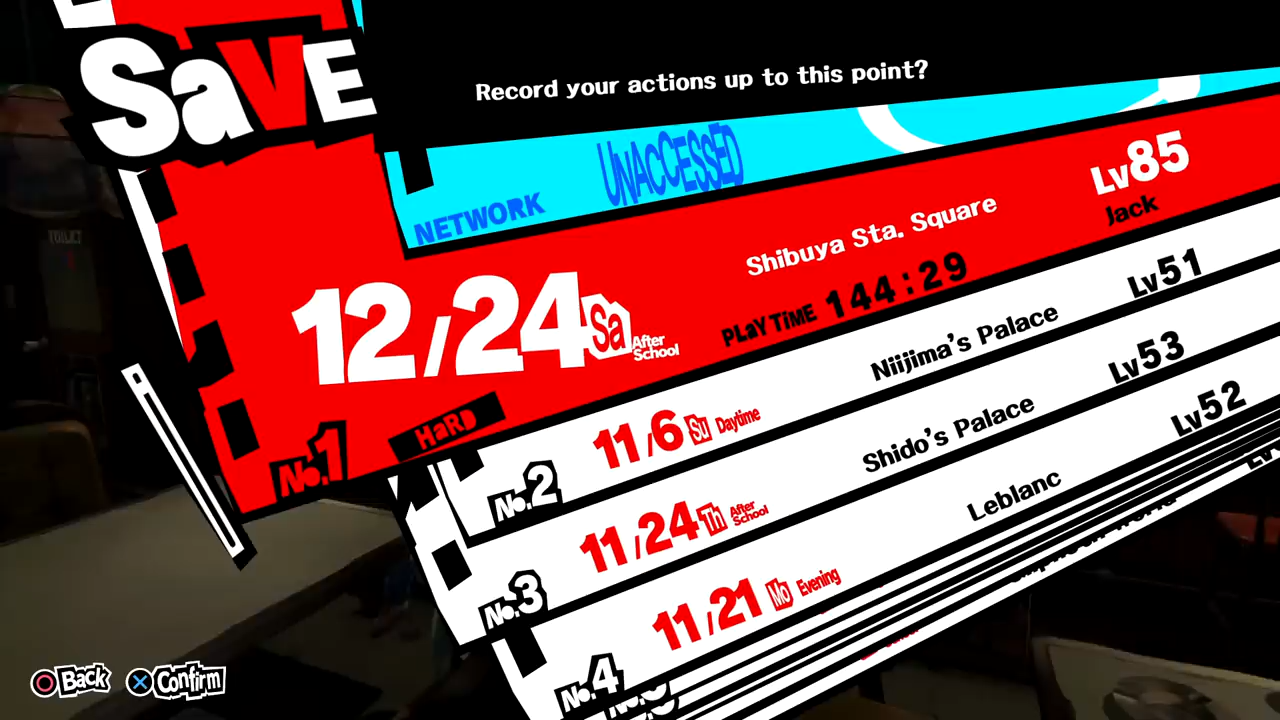 SaVE
Record your actions up to this point?
NETWORK UNACCESSED
TOILET
12/24 Sa After School
Shibuya Sta. Square
Lv85
Jack
PLaY TiME 144:29
No.1 HaRD
No.2 11/6 Su Daytime Niijima's Palace Lv51
No.3 11/24 Th After School Shido's Palace Lv53
No.4 11/21 Mo Evening Leblanc Lv52
Back Confirm